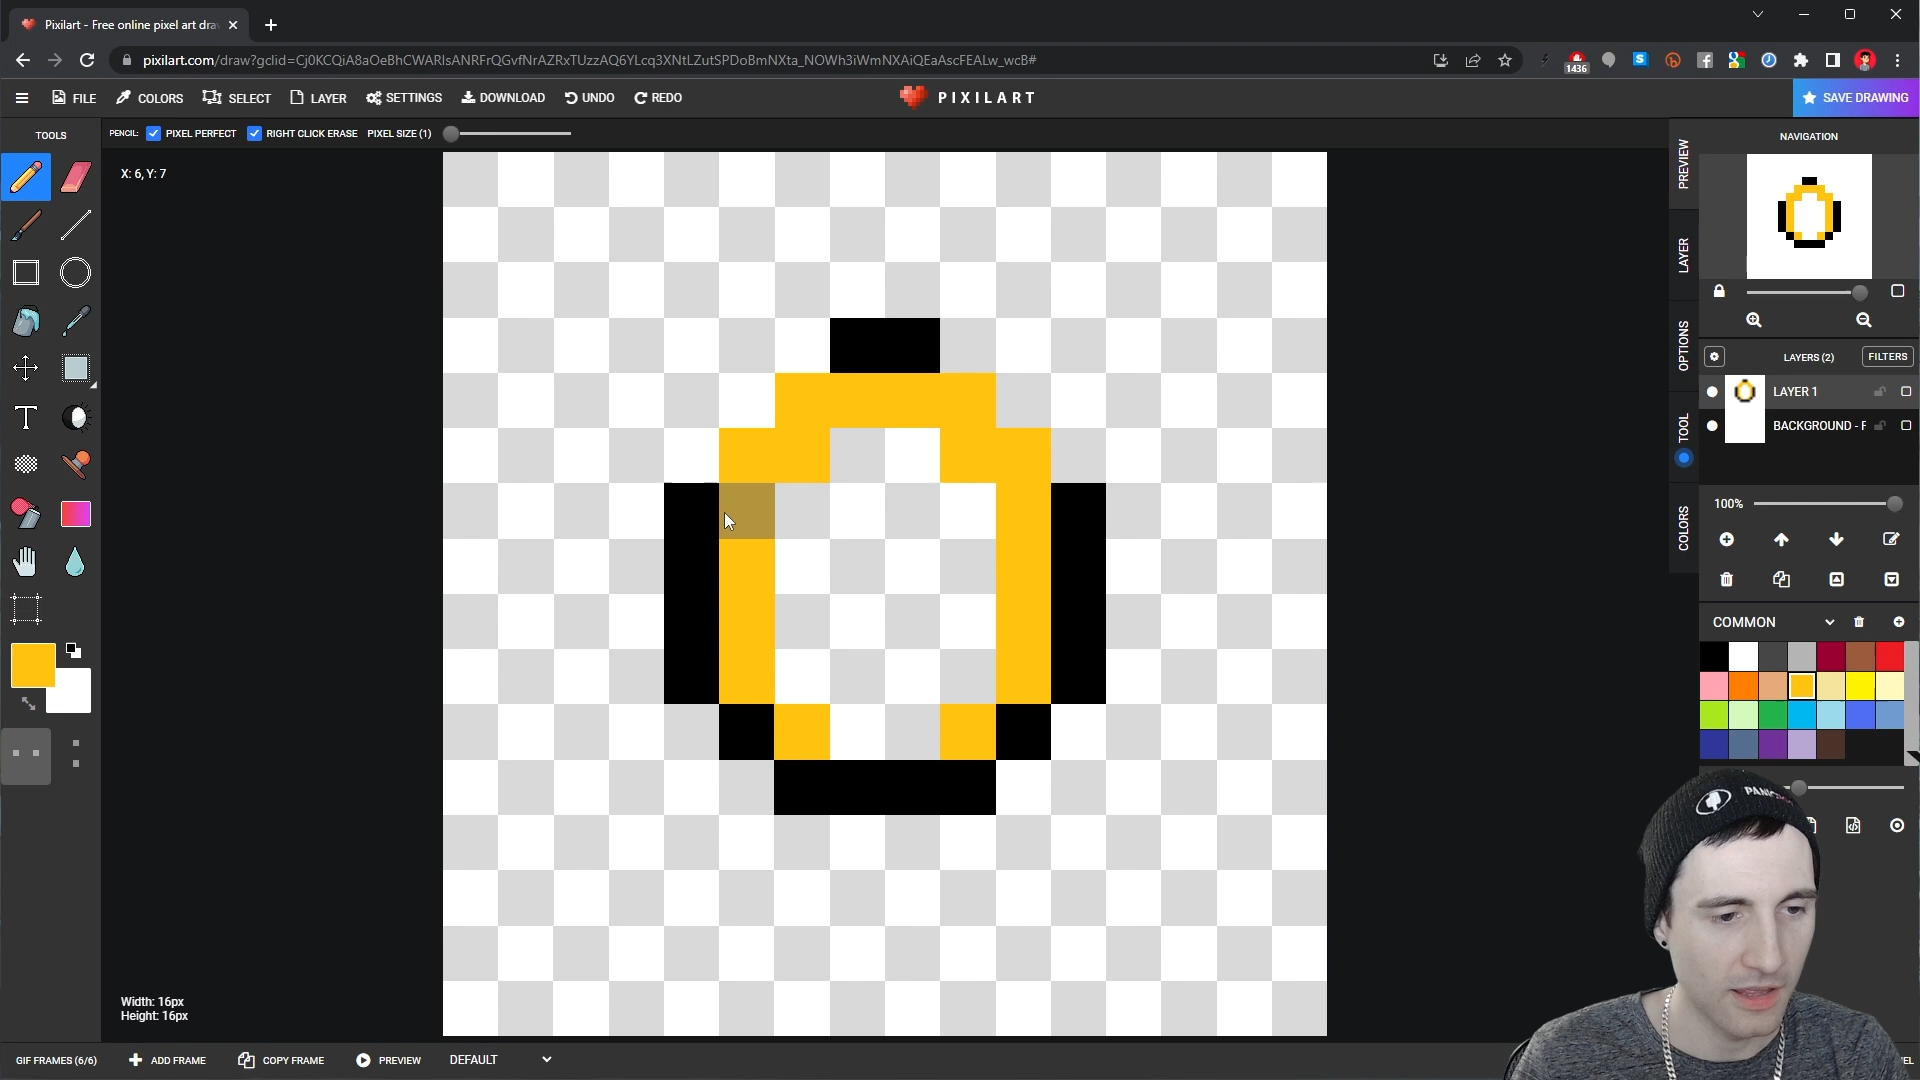 Pixilart - Free online pixel art dra
pixilart.com/draw?gclid=Cj0KCQiA8aOeBhCWARIsANRFrQGvfNrAZRxTUzzAQ6YLcq3XNtLZutSPDoBmNXta_NOWh3iWmNXAiQEaAscFEALw_wcB#
1436
FILE
COLORS
SELECT
LAYER
SETTINGS
DOWNLOAD
UNDO
REDO
PIXILART
SAVE DRAWING
TOOLS
PENCIL:
PIXEL PERFECT
RIGHT CLICK ERASE
PIXEL SIZE (1)
X: 6, Y: 7
PREVIEW
LAYER
OPTIONS
TOOL
COLORS
NAVIGATION
LAYERS (2)
FILTERS
LAYER 1
BACKGROUND - F
100%
COMMON
Width: 16px
Height: 16px
GIF FRAMES (6/6)
ADD FRAME
COPY FRAME
PREVIEW
DEFAULT
EL